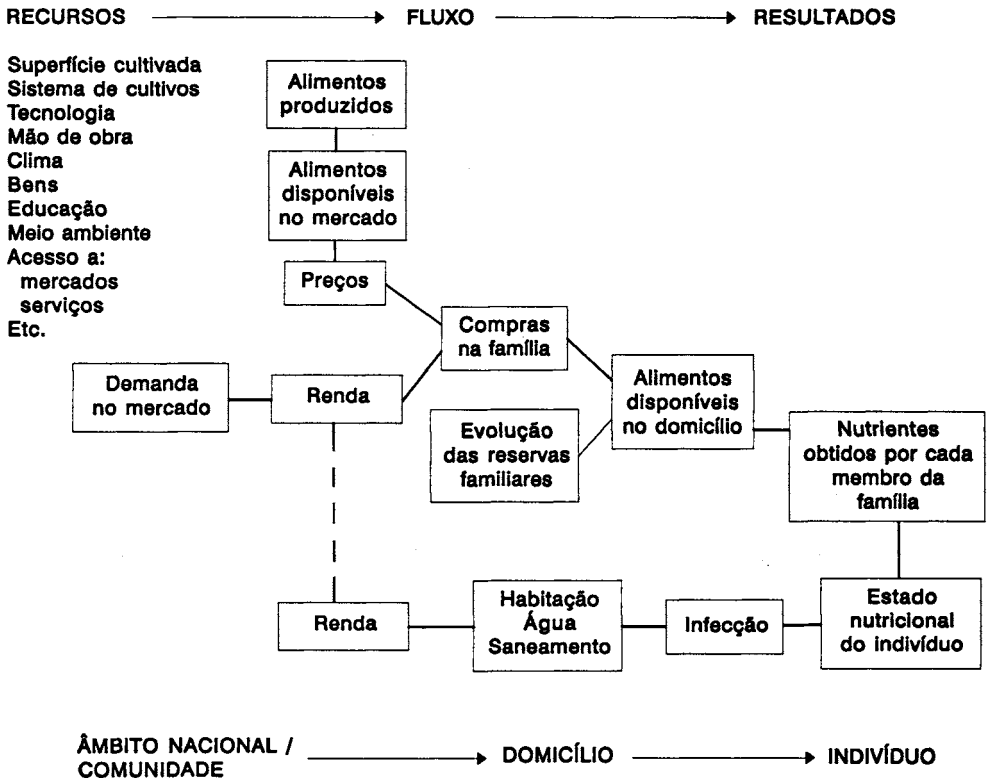 RECURSOS FLUXO RESULTADOS
Superfície cultivada
Sistema de cultivos
Tecnologia
Mão de obra
Clima
Bens
Educação
Meio ambiente
Acesso a:
mercados
serviços
Etc.
Alimentos
produzidos
Alimentos
disponíveis
no mercado
Preços
Compras
na família
Demanda
no mercado
Renda
Evolução
das reservas
familiares
Alimentos
disponíveis
no domicílio
Nutrientes
obtidos por cada
membro da
família
Renda
Habitação
Água
Saneamento
Infecção
Estado
nutricional
do indivíduo
ÂMBITO NACIONAL /
COMUNIDADE
DOMICÍLIO
INDIVÍDUO